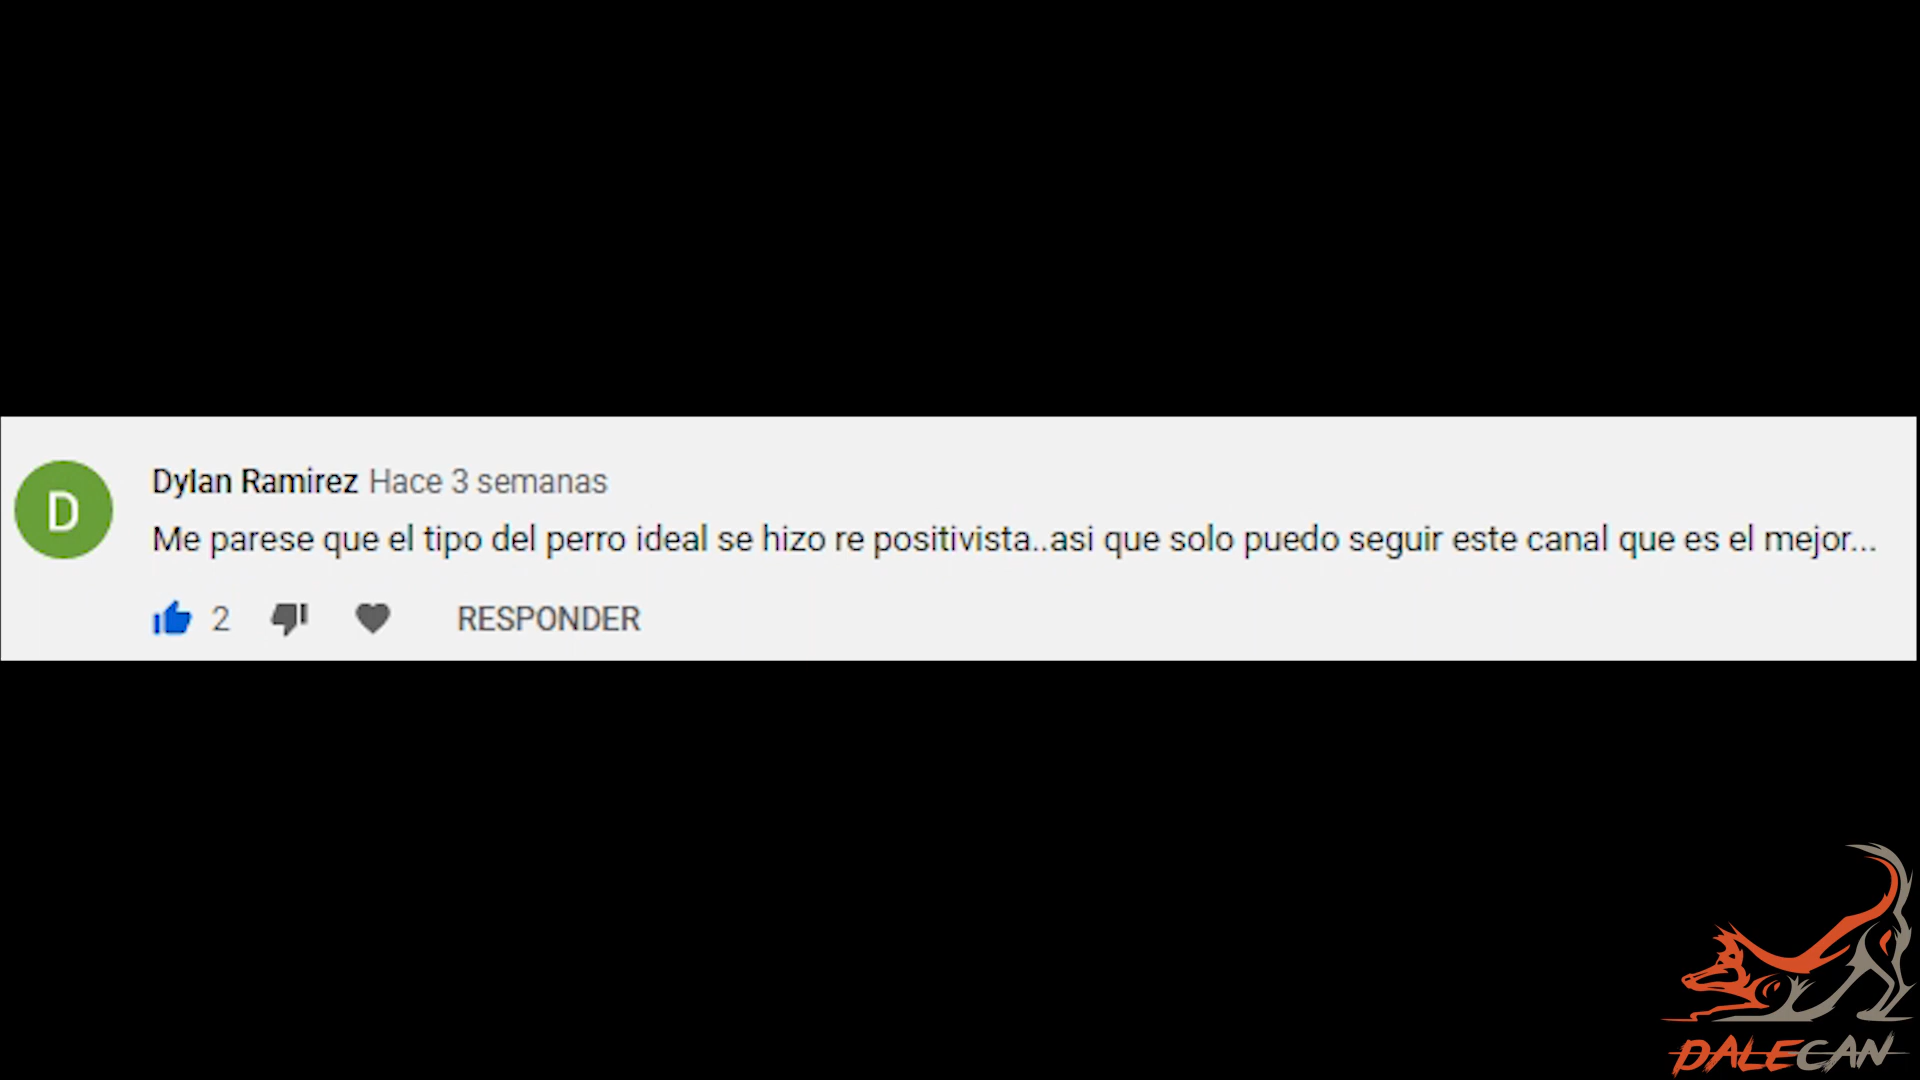 D
Dylan Ramirez Hace 3 semanas
Me parese que el tipo del perro ideal se hizo re positivista..asi que solo puedo seguir este canal que es el mejor...
2 RESPONDER
DALECAN